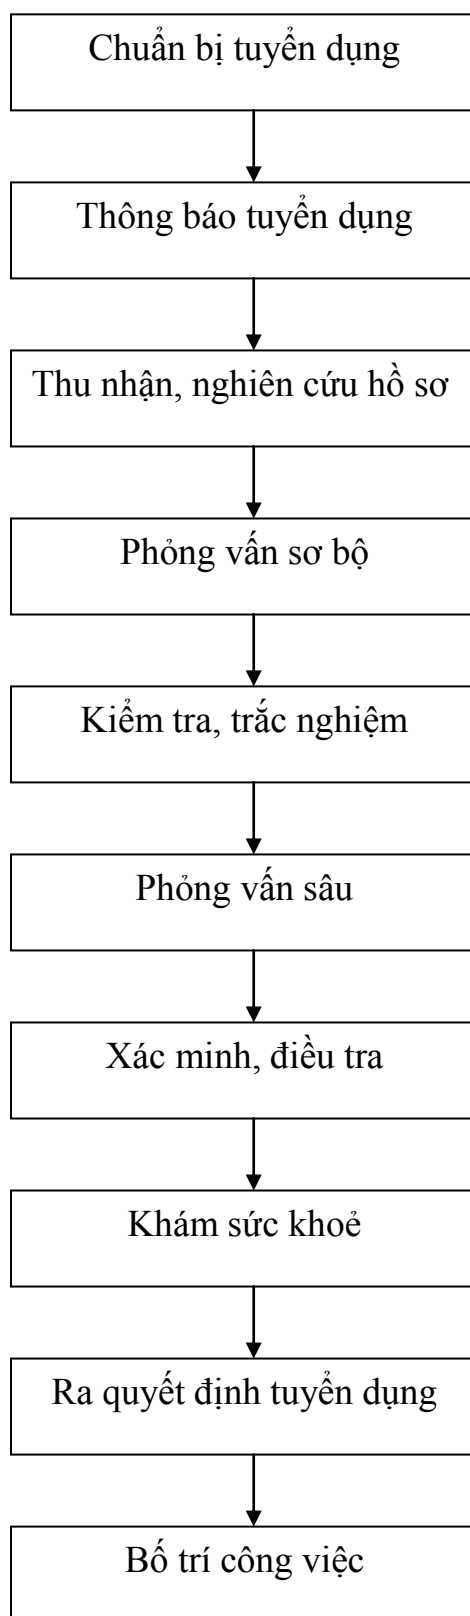 Chuẩn bị tuyển dụng
Thông báo tuyển dụng
Thu nhận, nghiên cứu hồ sơ
Phỏng vấn sơ bộ
Kiểm tra, trắc nghiệm
Phỏng vấn sâu
Xác minh, điều tra
Khám sức khoẻ
Ra quyết định tuyển dụng
Bố trí công việc